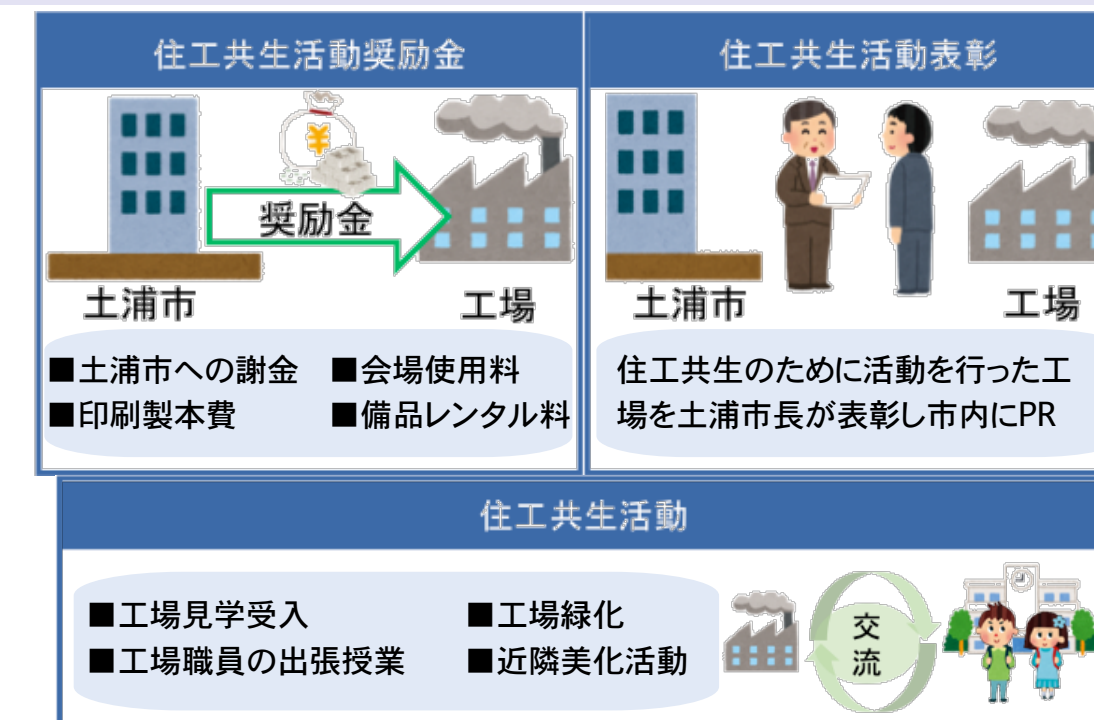 住工共生活動奨励金
¥
奨励金
土浦市
工場
■土浦市への謝金 ■会場使用料
■印刷製本費 ■備品レンタル料
住工共生活動表彰
土浦市
工場
住工共生のために活動を行った工
場を土浦市長が表彰し市内にPR
住工共生活動
■工場見学受入 ■工場緑化
■工場職員の出張授業 ■近隣美化活動
交
流